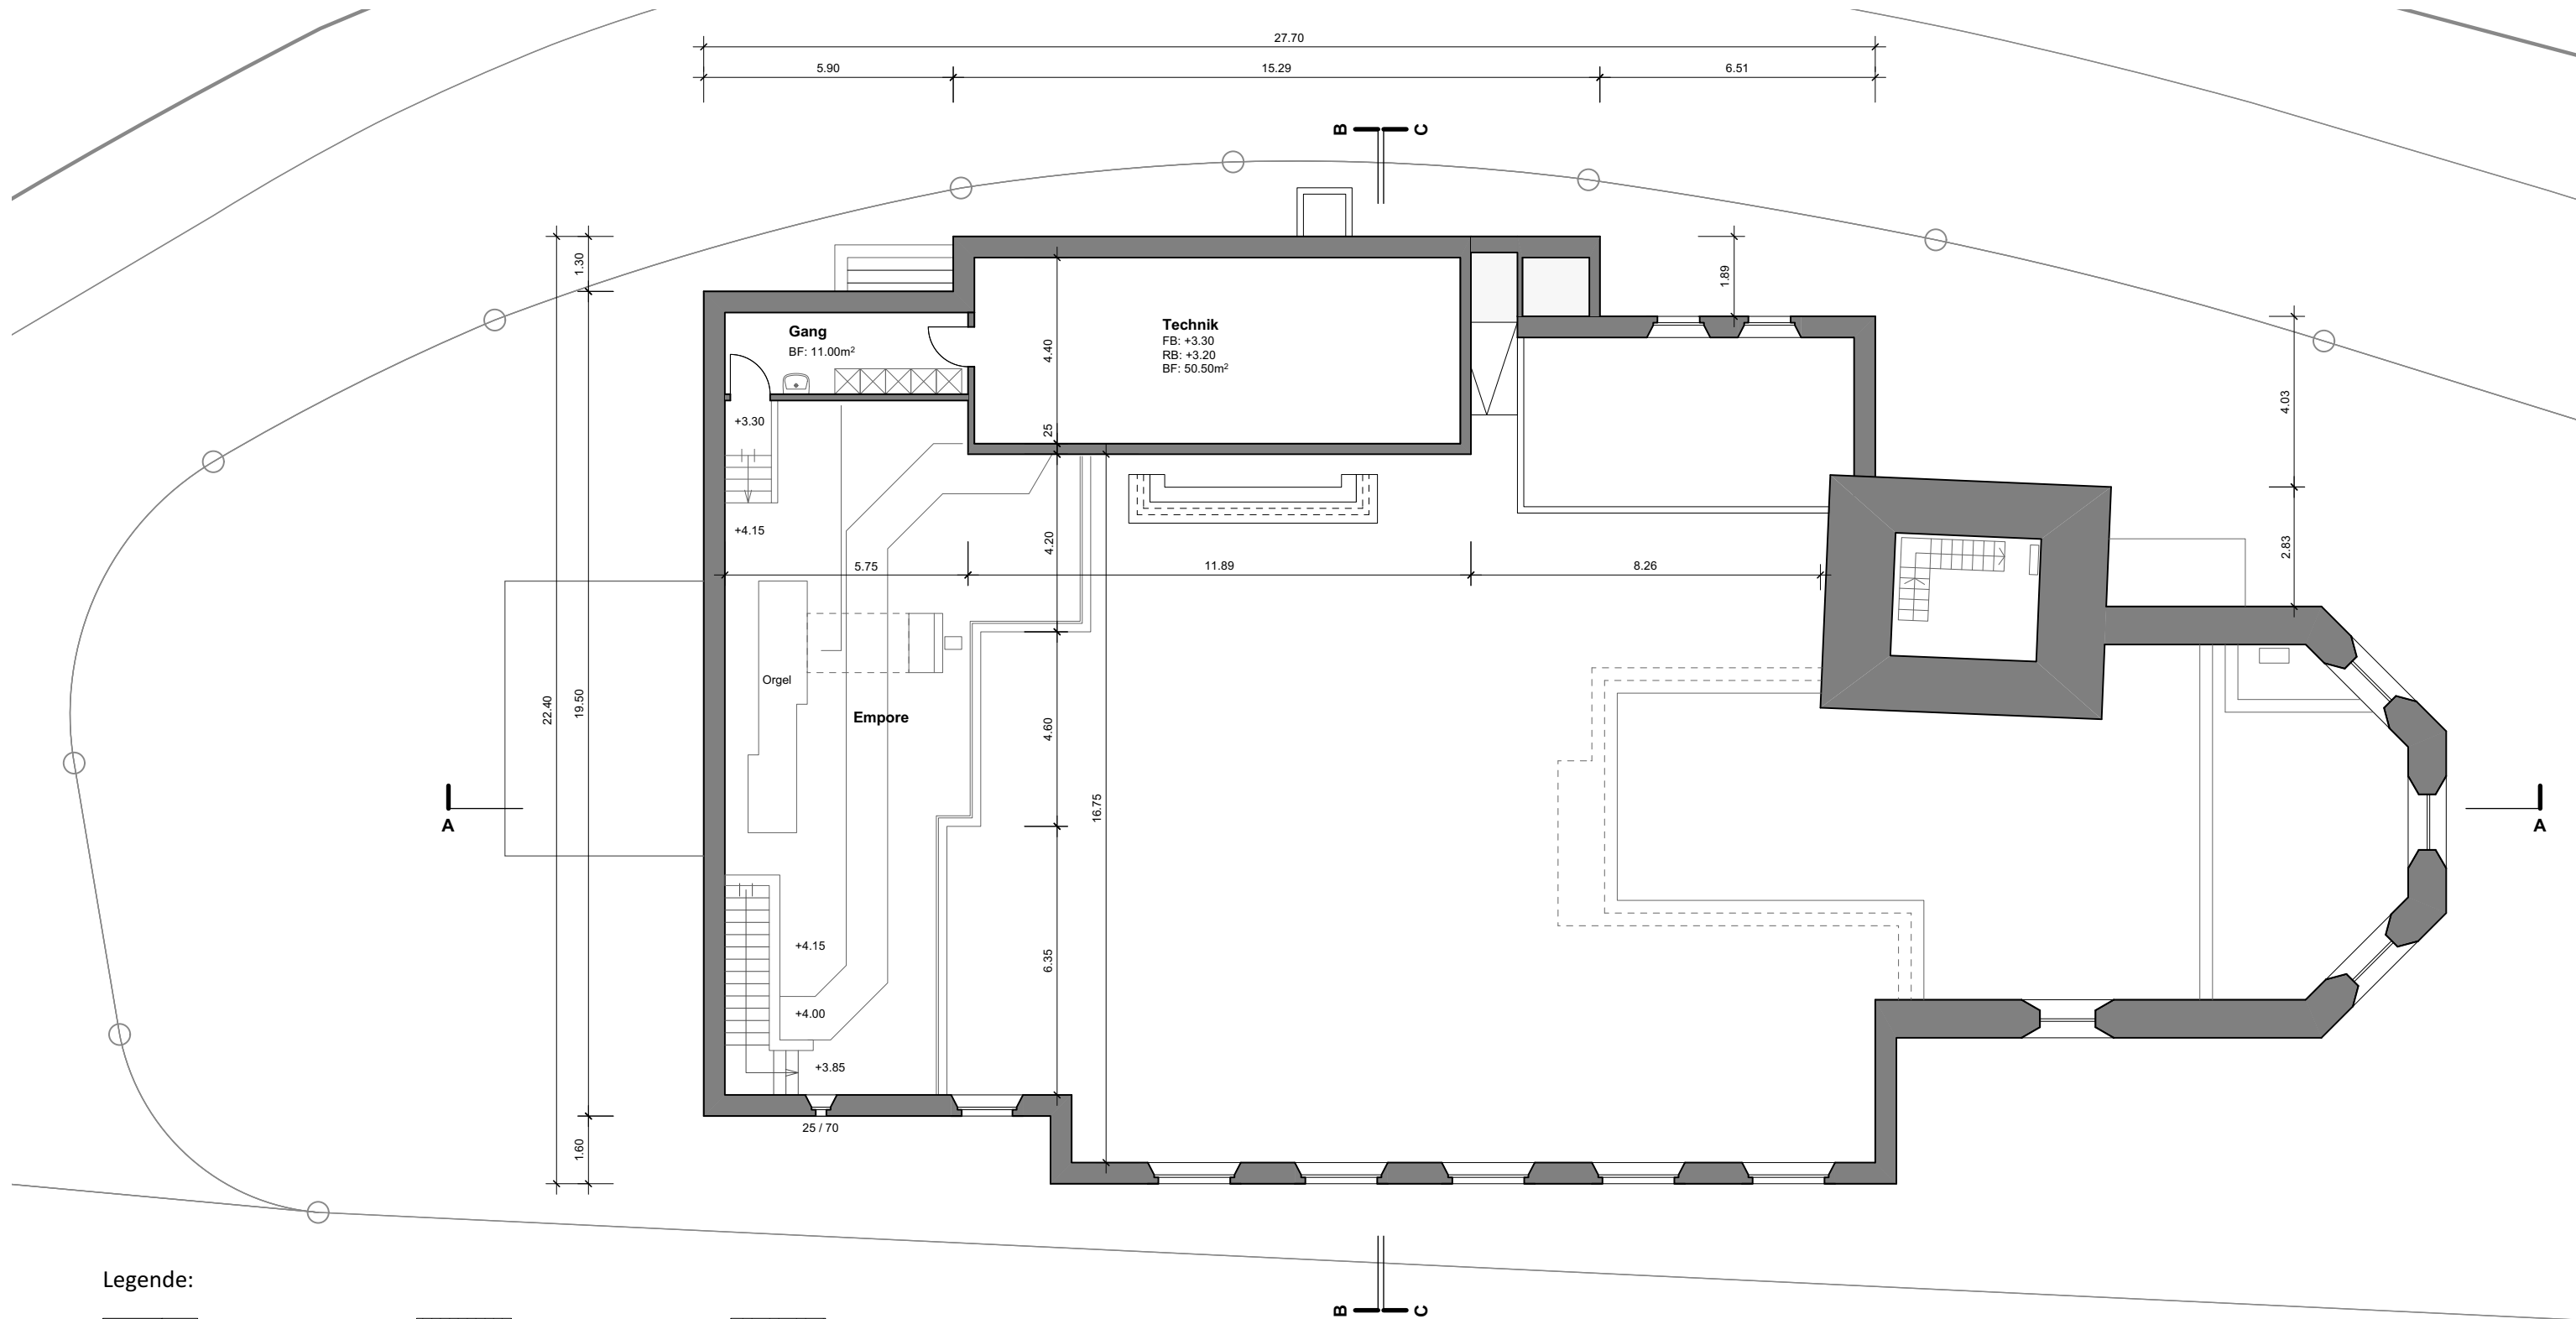 27.70
5.90
15.29
6.51
B
C
1.30
1.89
Gang
BF: 11.00m²
Technik
FB: +3.30
RB: +3.20
BF: 50.50m²
4.40
4.03
+3.30
25
+4.15
4.20
2.83
5.75
11.89
8.26
Orgel
Empore
22.40
19.50
4.60
16.75
A
A
+4.15
6.35
+4.00
+3.85
25 / 70
1.60
Legende:
B
C